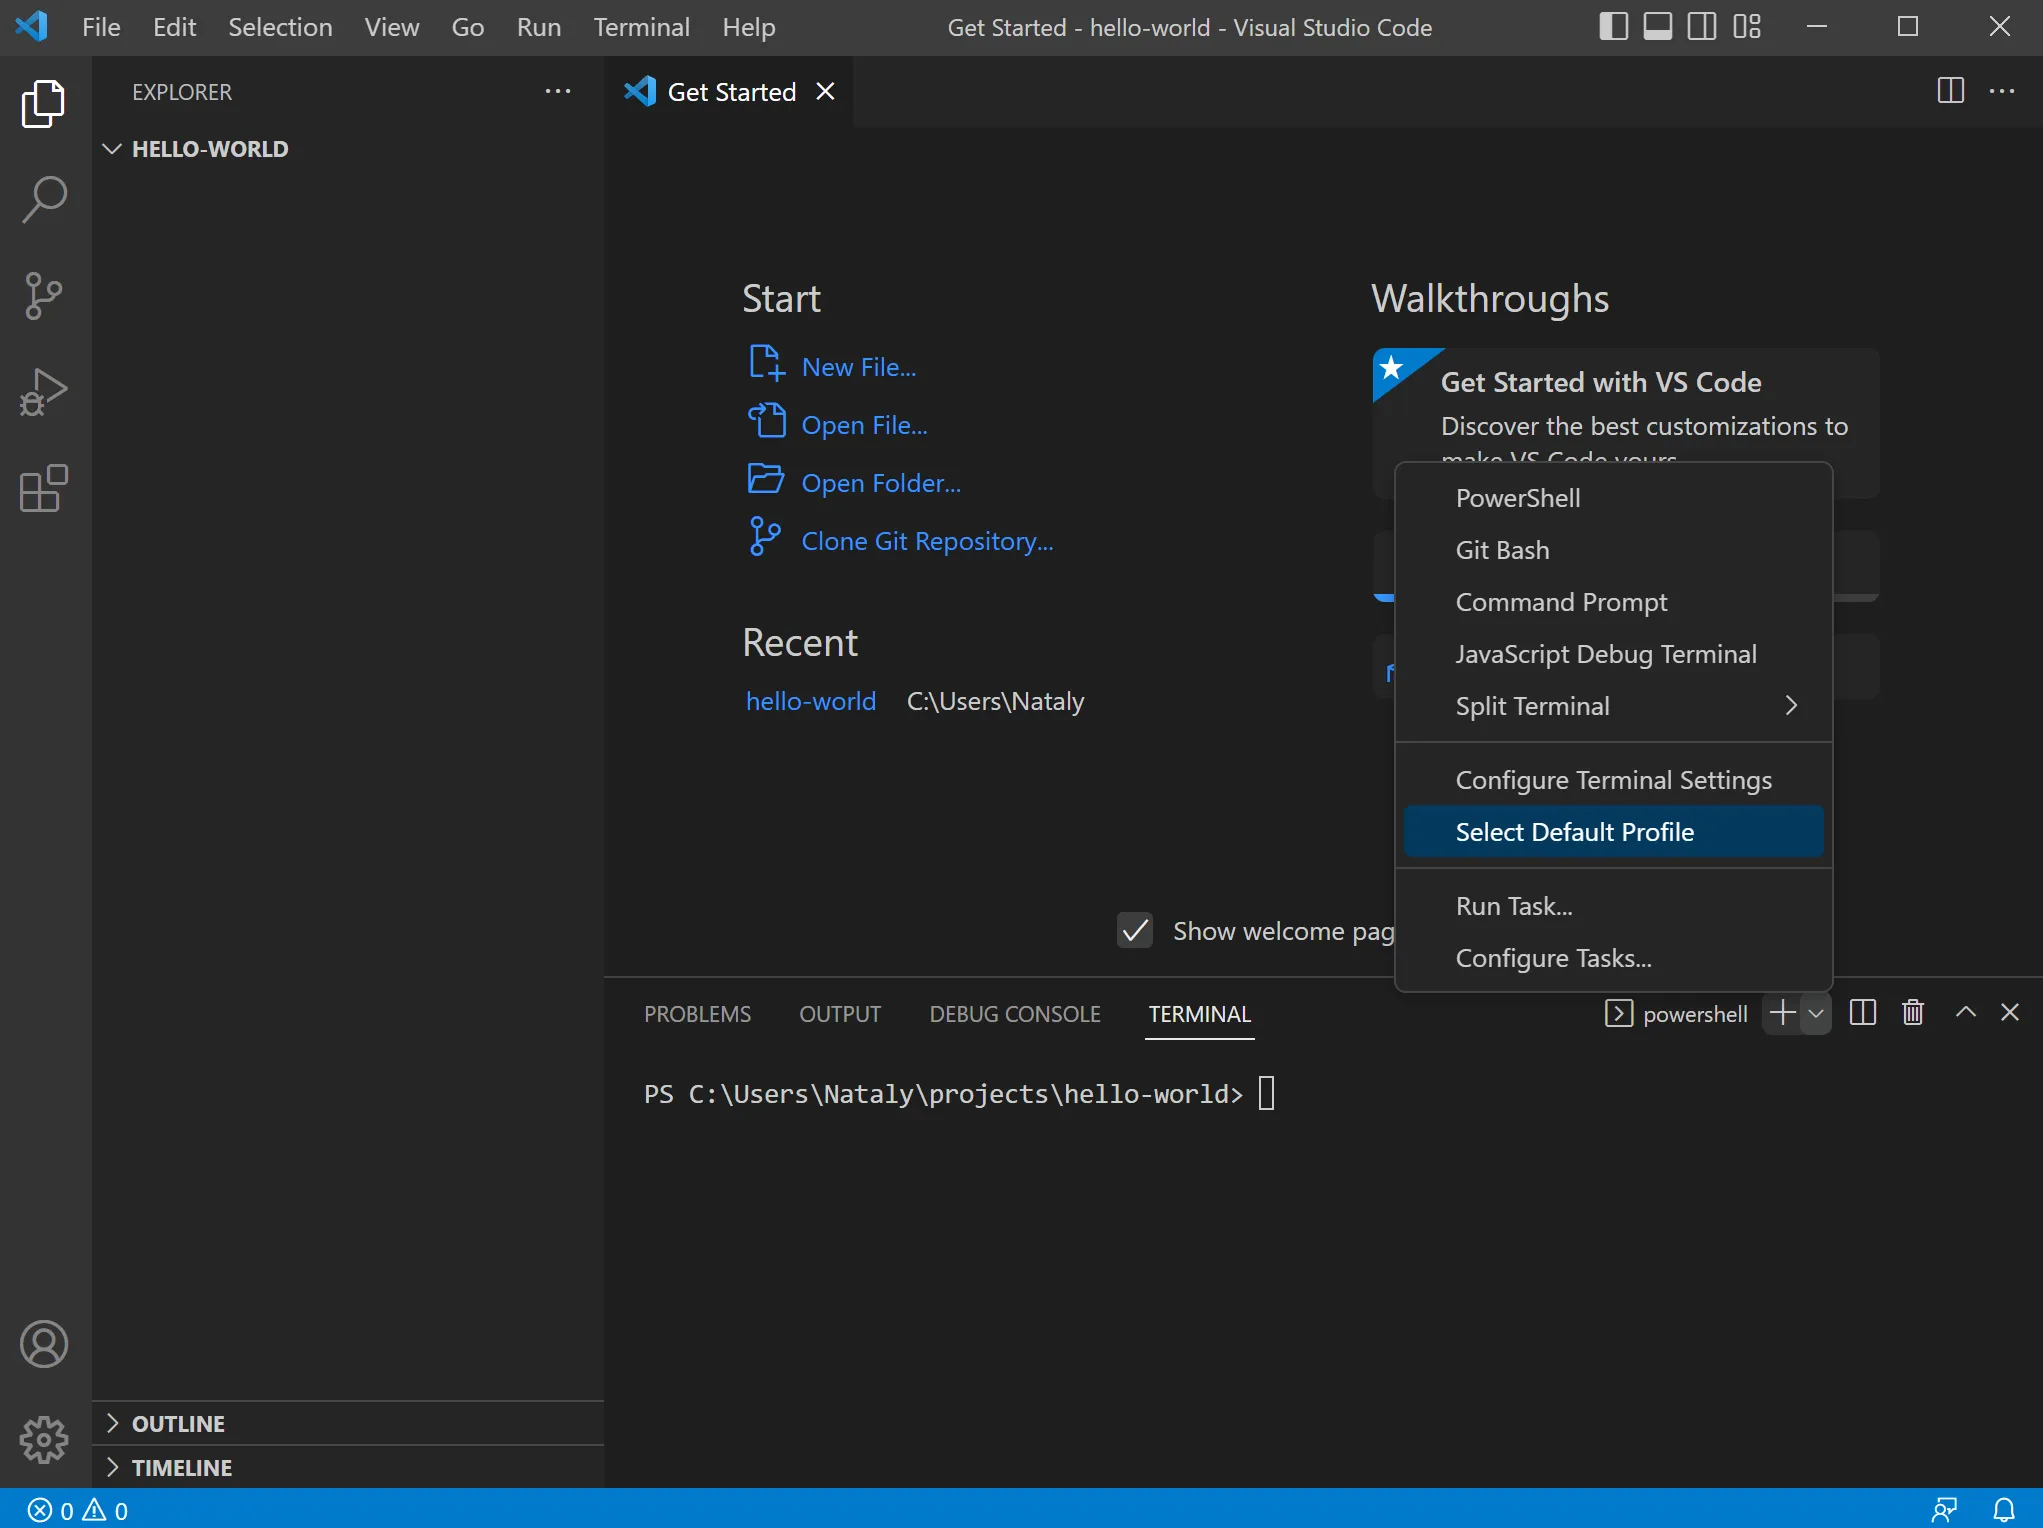 File Edit Selection View Go Run Terminal Help Get Started - hello-world - Visual Studio Code
EXPLORER
HELLO-WORLD
OUTLINE
TIMELINE
Get Started
Start
New File...
Open File...
Open Folder...
Clone Git Repository...
Recent
hello-world C:\Users\Nataly
Walkthroughs
Get Started with VS Code
Discover the best customizations to
make VS Code yours
Show welcome pag
PowerShell
Git Bash
Command Prompt
JavaScript Debug Terminal
Split Terminal
Configure Terminal Settings
Select Default Profile
Run Task...
Configure Tasks...
PROBLEMS OUTPUT DEBUG CONSOLE TERMINAL powershell
PS C:\Users\Nataly\projects\hello-world>
0 0